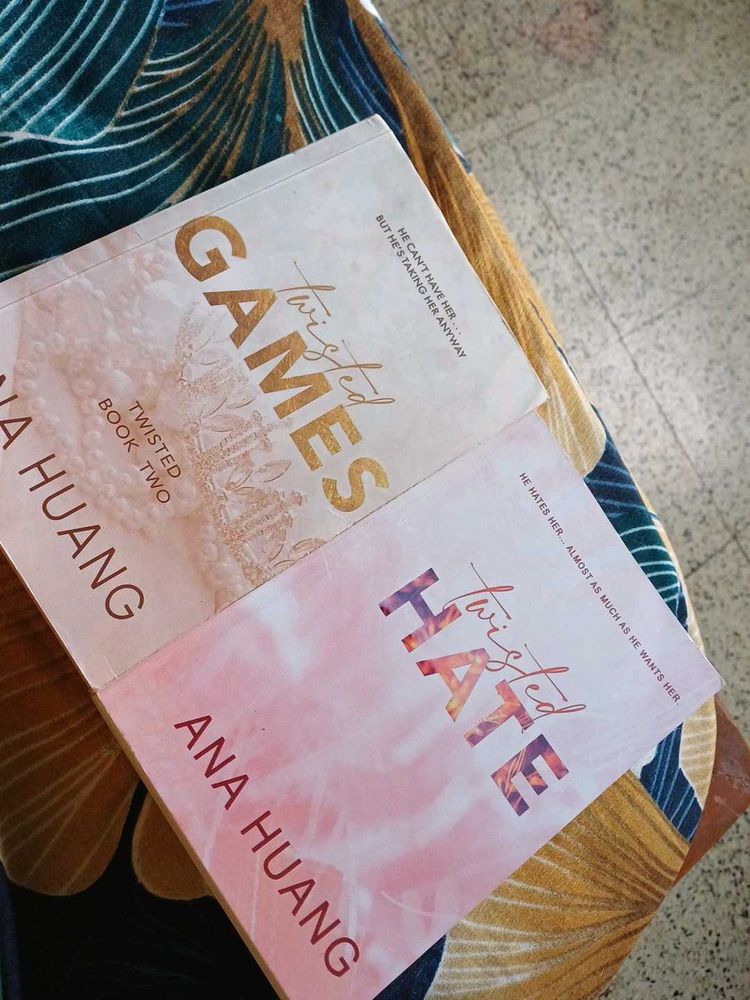 HE CAN'T HAVE HER....
BUT HE'S TAKING HER ANYWAY
twisted
GAMES
TWISTED
BOOK TWO
NA HUANG
HE HATES HER... ALMOST AS MUCH AS HE WANTS HER.
twisted
HATE
ANA HUANG